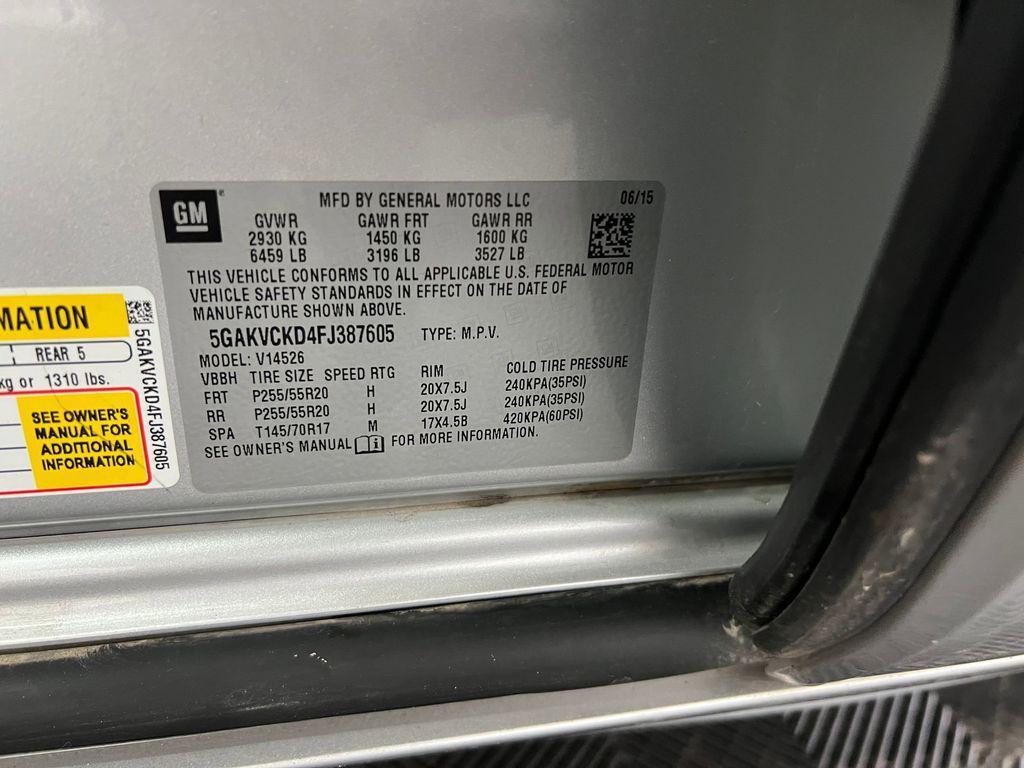 GM
MFD BY GENERAL MOTORS LLC 06/15
GVWR GAWR FRT GAWR RR
2930 KG 1450 KG 1600 KG
6459 LB 3196 LB 3527 LB
THIS VEHICLE CONFORMS TO ALL APPLICABLE U.S. FEDERAL MOTOR
VEHICLE SAFETY STANDARDS IN EFFECT ON THE DATE OF
MANUFACTURE SHOWN ABOVE.
5GAKVCKD4FJ387605 TYPE: M.P.V.
MODEL: V14526
VBBH TIRE SIZE SPEED RTG RIM COLD TIRE PRESSURE
FRT P255/55R20 H 20X7.5J 240KPA(35PSI)
RR P255/55R20 H 20X7.5J 240KPA(35PSI)
SPA T145/70R17 M 17X4.5B 420KPA(60PSI)
SEE OWNER'S MANUAL FOR MORE INFORMATION.
MATION
REAR 5
kg or 1310 lbs.
SEE OWNER'S
MANUAL FOR
ADDITIONAL
INFORMATION
5GAKVCKD4FJ387605